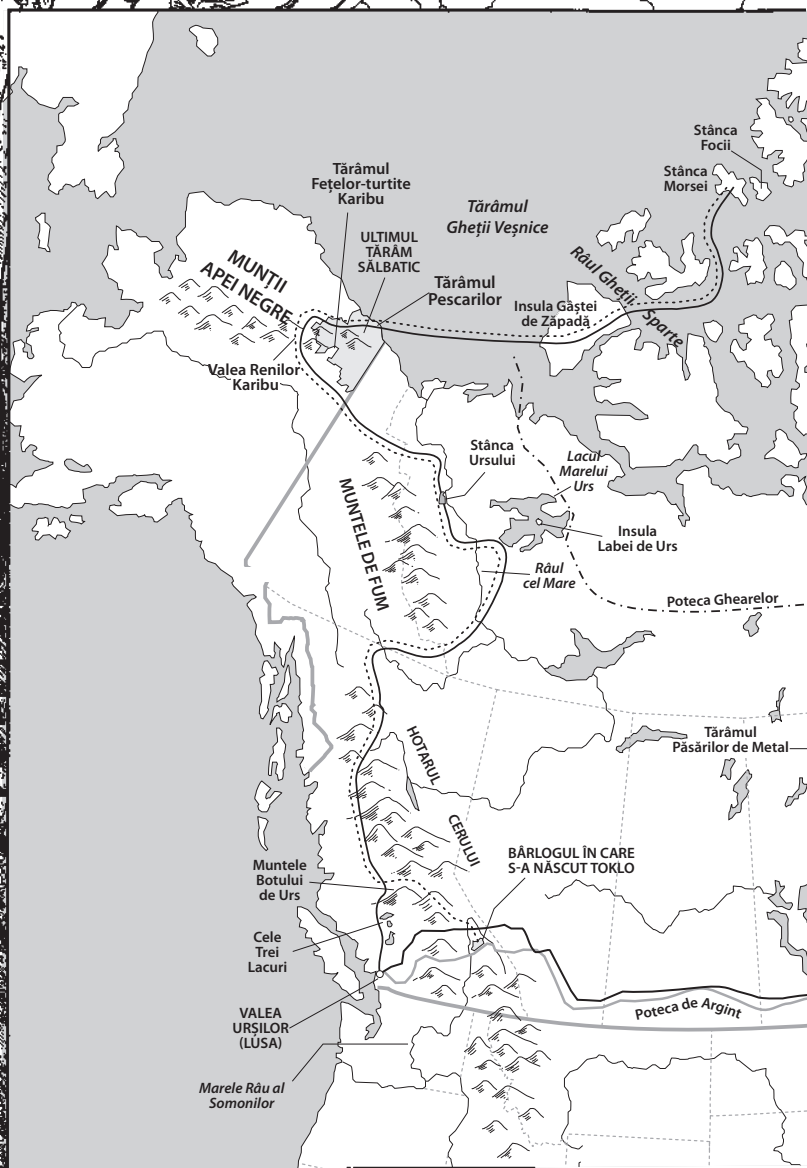 Stânca
Focii
Stânca
Morsei
Tărâmul
Fețelor-turtite
Karibu
Tărâmul
Gheții Veșnice
ULTIMUL
TĂRÂM
SĂLBATIC
MUNȚII
APEI NEGRE
Tărâmul
Pescarilor
Râul Gheții Sparte
Insula Gâștei
de Zăpadă
Valea Renilor
Karibu
Stânca
Ursului
Lacul
Marelui
Urs
MUNTELE DE FUM
Insula
Labei de Urs
Râul
cel Mare
Poteca Ghearelor
HOTARUL
CERULUI
Tărâmul
Păsărilor de Metal
BÂRLOGUL ÎN CARE
S-A NĂSCUT TOKLO
Muntele
Botului
de Urs
Cele
Trei
Lacuri
VALEA
URȘILOR
(LUSA)
Poteca de Argint
Marele Râu al
Somonilor